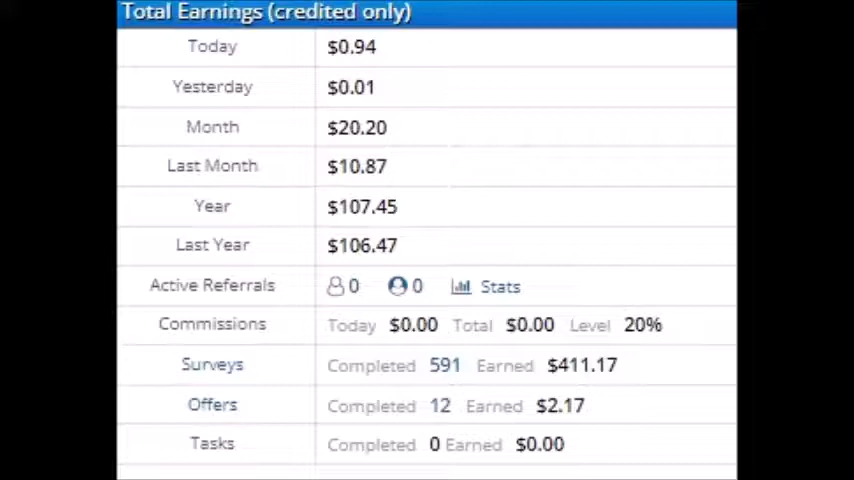 Total Earnings (credited only)
Today $0.94
Yesterday $0.01
Month $20.20
Last Month $10.87
Year $107.45
Last Year $106.47
Active Referrals 0 0 Stats
Commissions Today $0.00 Total $0.00 Level 20%
Surveys Completed 591 Earned $411.17
Offers Completed 12 Earned $2.17
Tasks Completed 0 Earned $0.00